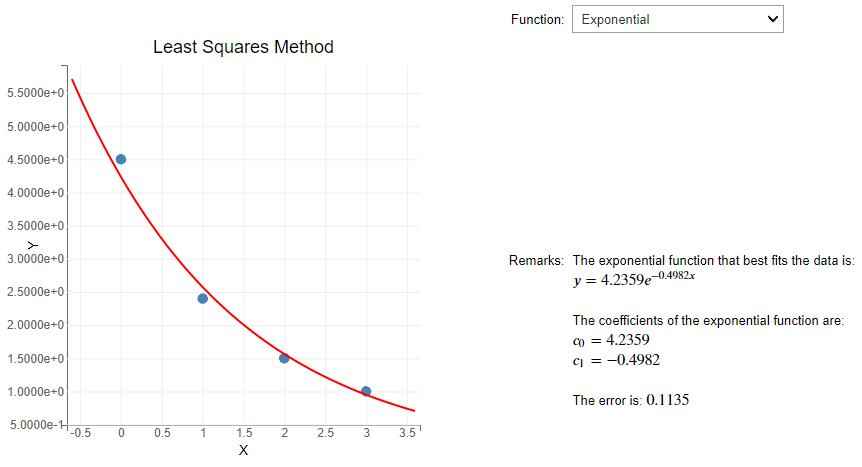 Function: Exponential
Least Squares Method
5.5000e+0
5.0000e+0
4.5000e+0
4.0000e+0
3.5000e+0
Y
3.0000e+0
2.5000e+0
2.0000e+0
1.5000e+0
1.0000e+0
5.0000e-1
-0.5 0 0.5 1 1.5 2 2.5 3 3.5
X
Remarks: The exponential function that best fits the data is:
y = 4.2359e^{-0.4982x}
The coefficients of the exponential function are:
c₀ = 4.2359
c₁ = −0.4982
The error is: 0.1135